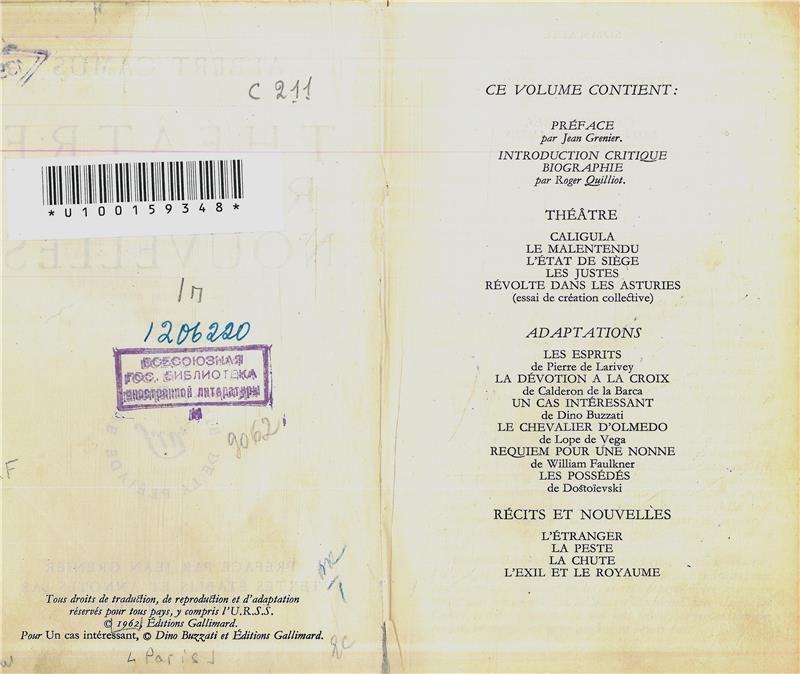 C 211
*U100159348*
In
1206220
ВСЕСОЮЗНАЯ
ГОС. БИБЛИОТЕКА
иностранной литературы
9062
Tous droits de traduction, de reproduction et d'adaptation
réservés pour tous pays, y compris l'U.R.S.S.
© 1962, Éditions Gallimard.
Pour Un cas intéressant, © Dino Buzzati et Éditions Gallimard.
Paris
CE VOLUME CONTIENT :
PRÉFACE
par Jean Grenier.
INTRODUCTION CRITIQUE
BIOGRAPHIE
par Roger Quilliot.
THÉÂTRE
CALIGULA
LE MALENTENDU
L'ÉTAT DE SIÈGE
LES JUSTES
RÉVOLTE DANS LES ASTURIES
(essai de création collective)
ADAPTATIONS
LES ESPRITS
de Pierre de Larivey
LA DÉVOTION A LA CROIX
de Calderon de la Barca
UN CAS INTÉRESSANT
de Dino Buzzati
LE CHEVALIER D'OLMEDO
de Lope de Vega
REQUIEM POUR UNE NONNE
de William Faulkner
LES POSSÉDÉS
de Dostoïevski
RÉCITS ET NOUVELLES
L'ÉTRANGER
LA PESTE
LA CHUTE
L'EXIL ET LE ROYAUME